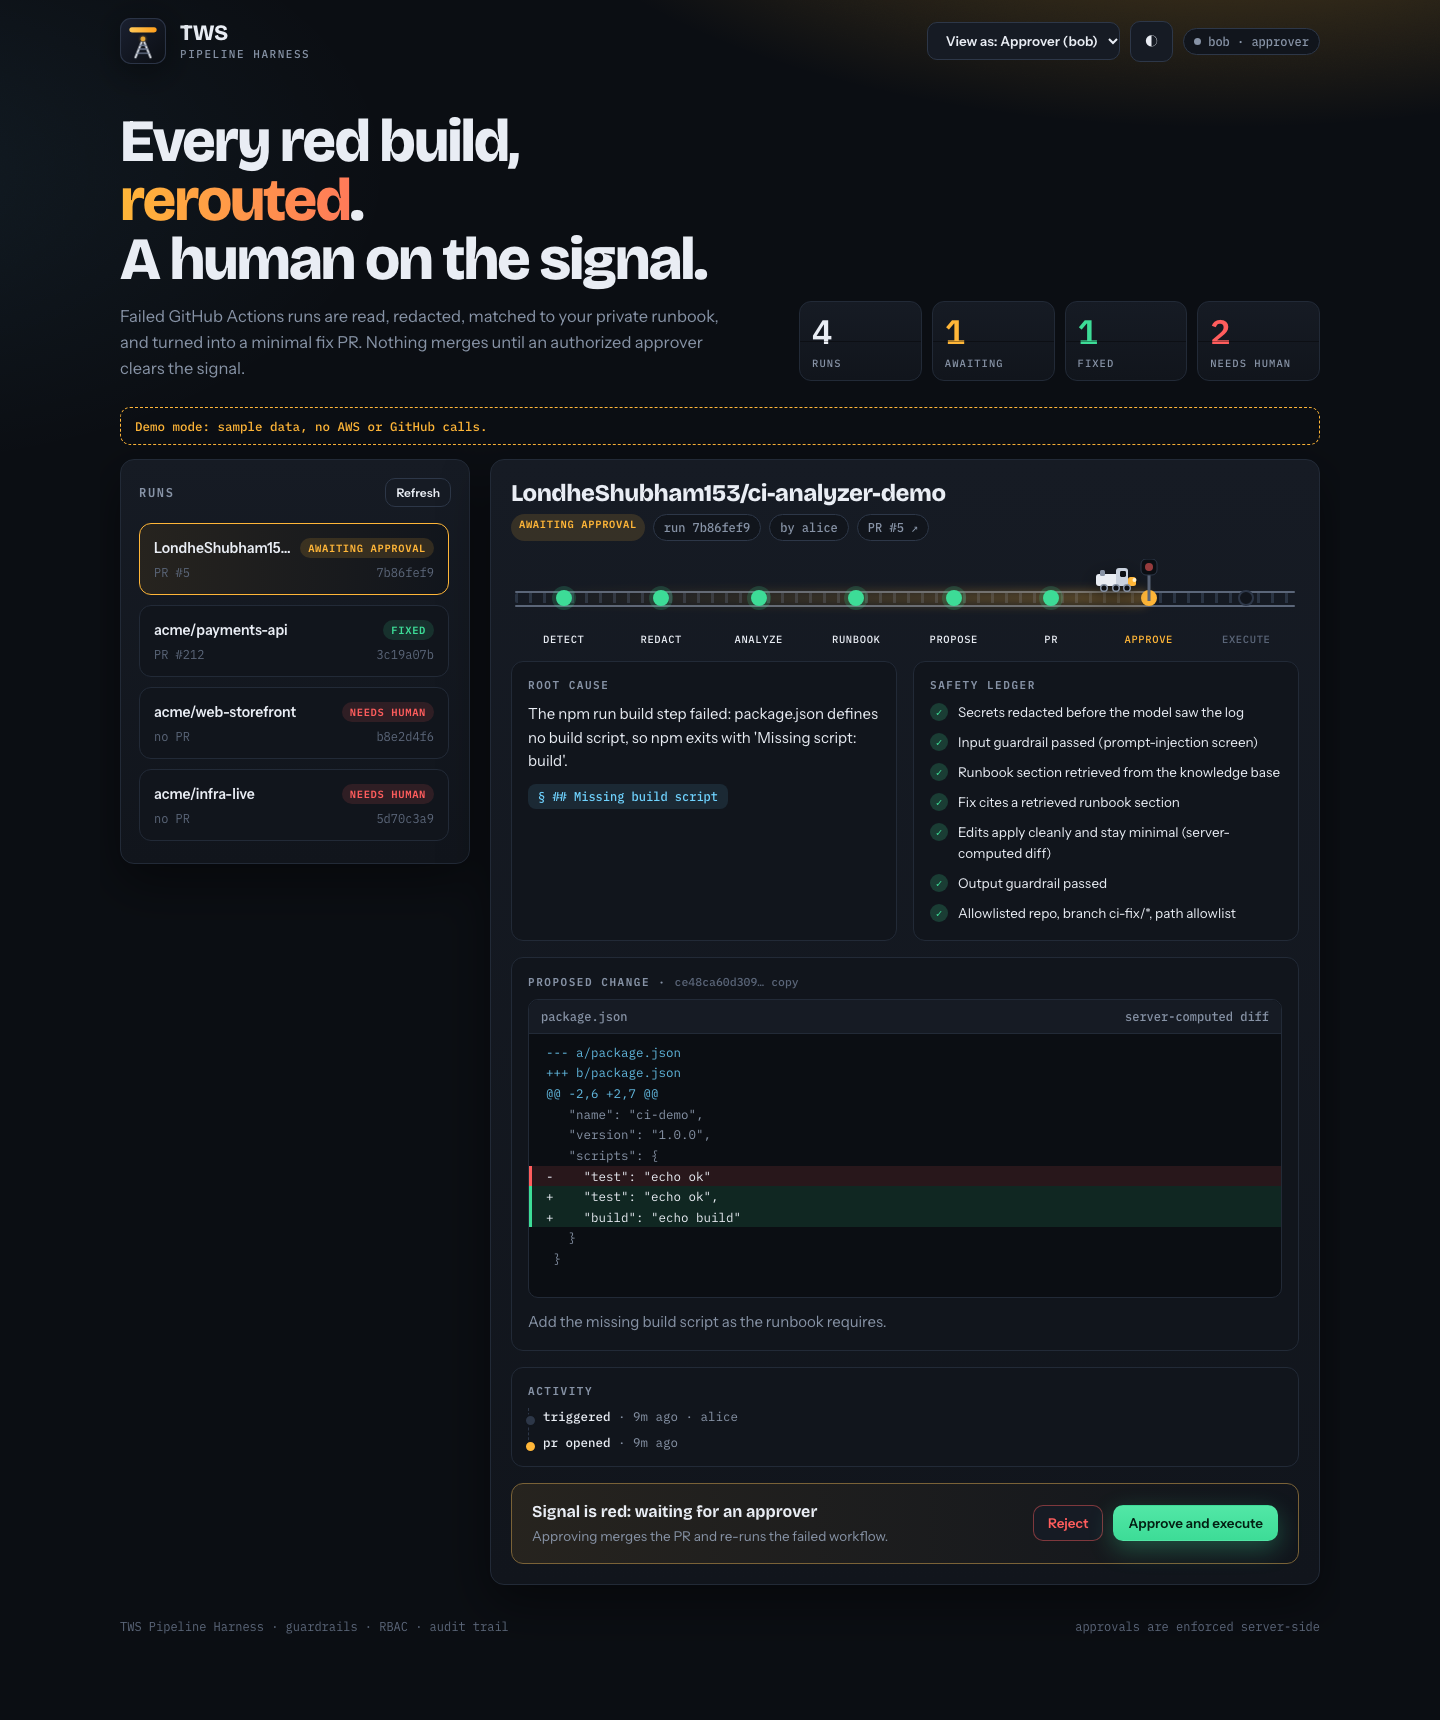 TWS
PIPELINE HARNESS
View as: Approver (bob)
bob · approver
Every red build,
rerouted.
A human on the signal.
Failed GitHub Actions runs are read, redacted, matched to your private runbook,
and turned into a minimal fix PR. Nothing merges until an authorized approver
clears the signal.
4
RUNS
1
AWAITING
1
FIXED
2
NEEDS HUMAN
Demo mode: sample data, no AWS or GitHub calls.
RUNS
Refresh
LondheShubham15… AWAITING APPROVAL
PR #5 7b86fef9
acme/payments-api FIXED
PR #212 3c19a07b
acme/web-storefront NEEDS HUMAN
no PR b8e2d4f6
acme/infra-live NEEDS HUMAN
no PR 5d70c3a9
LondheShubham153/ci-analyzer-demo
AWAITING APPROVAL run 7b86fef9 by alice PR #5 ↗
DETECT REDACT ANALYZE RUNBOOK PROPOSE PR APPROVE EXECUTE
ROOT CAUSE
The npm run build step failed: package.json defines
no build script, so npm exits with 'Missing script:
build'.
§ ## Missing build script
SAFETY LEDGER
✓ Secrets redacted before the model saw the log
✓ Input guardrail passed (prompt-injection screen)
✓ Runbook section retrieved from the knowledge base
✓ Fix cites a retrieved runbook section
✓ Edits apply cleanly and stay minimal (server-
computed diff)
✓ Output guardrail passed
✓ Allowlisted repo, branch ci-fix/*, path allowlist
PROPOSED CHANGE · ce48ca60d309… copy
package.json server-computed diff
--- a/package.json
+++ b/package.json
@@ -2,6 +2,7 @@
"name": "ci-demo",
"version": "1.0.0",
"scripts": {
- "test": "echo ok"
+ "test": "echo ok",
+ "build": "echo build"
}
}
Add the missing build script as the runbook requires.
ACTIVITY
triggered · 9m ago · alice
pr opened · 9m ago
Signal is red: waiting for an approver
Approving merges the PR and re-runs the failed workflow.
Reject
Approve and execute
TWS Pipeline Harness · guardrails · RBAC · audit trail
approvals are enforced server-side